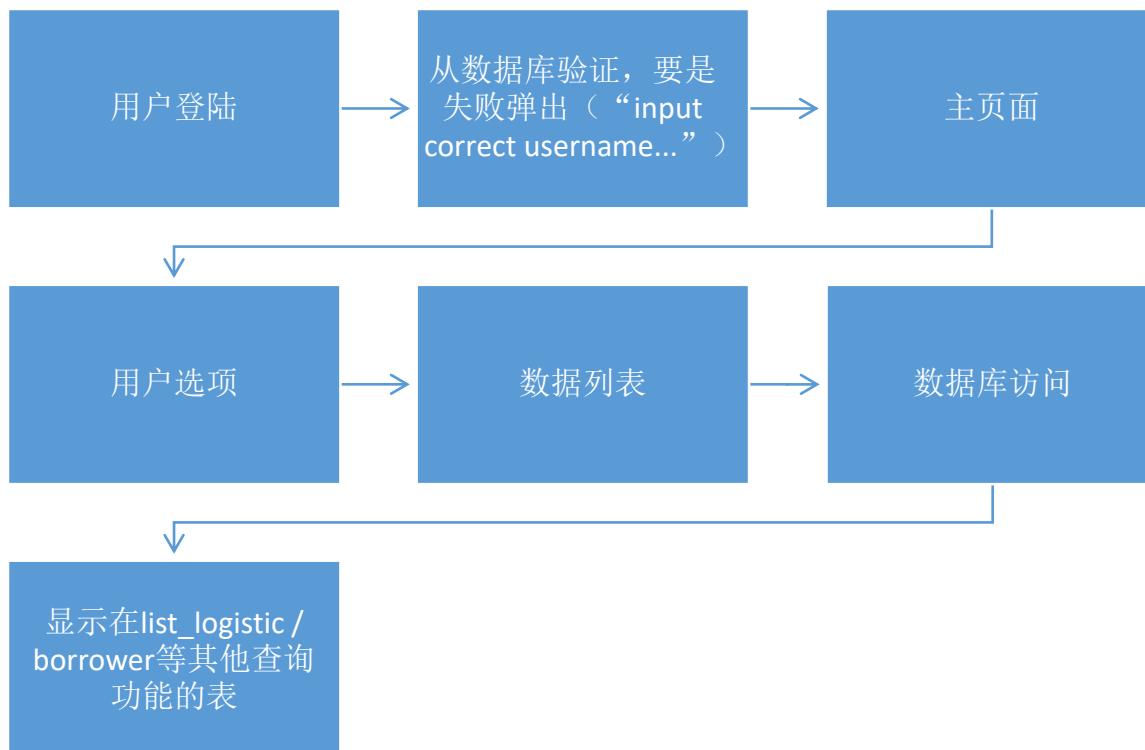 用户登陆
从数据库验证，要是
失败弹出（“input
correct username...”）
主页面
用户选项
数据列表
数据库访问
显示在list_logistic /
borrower等其他查询
功能的表